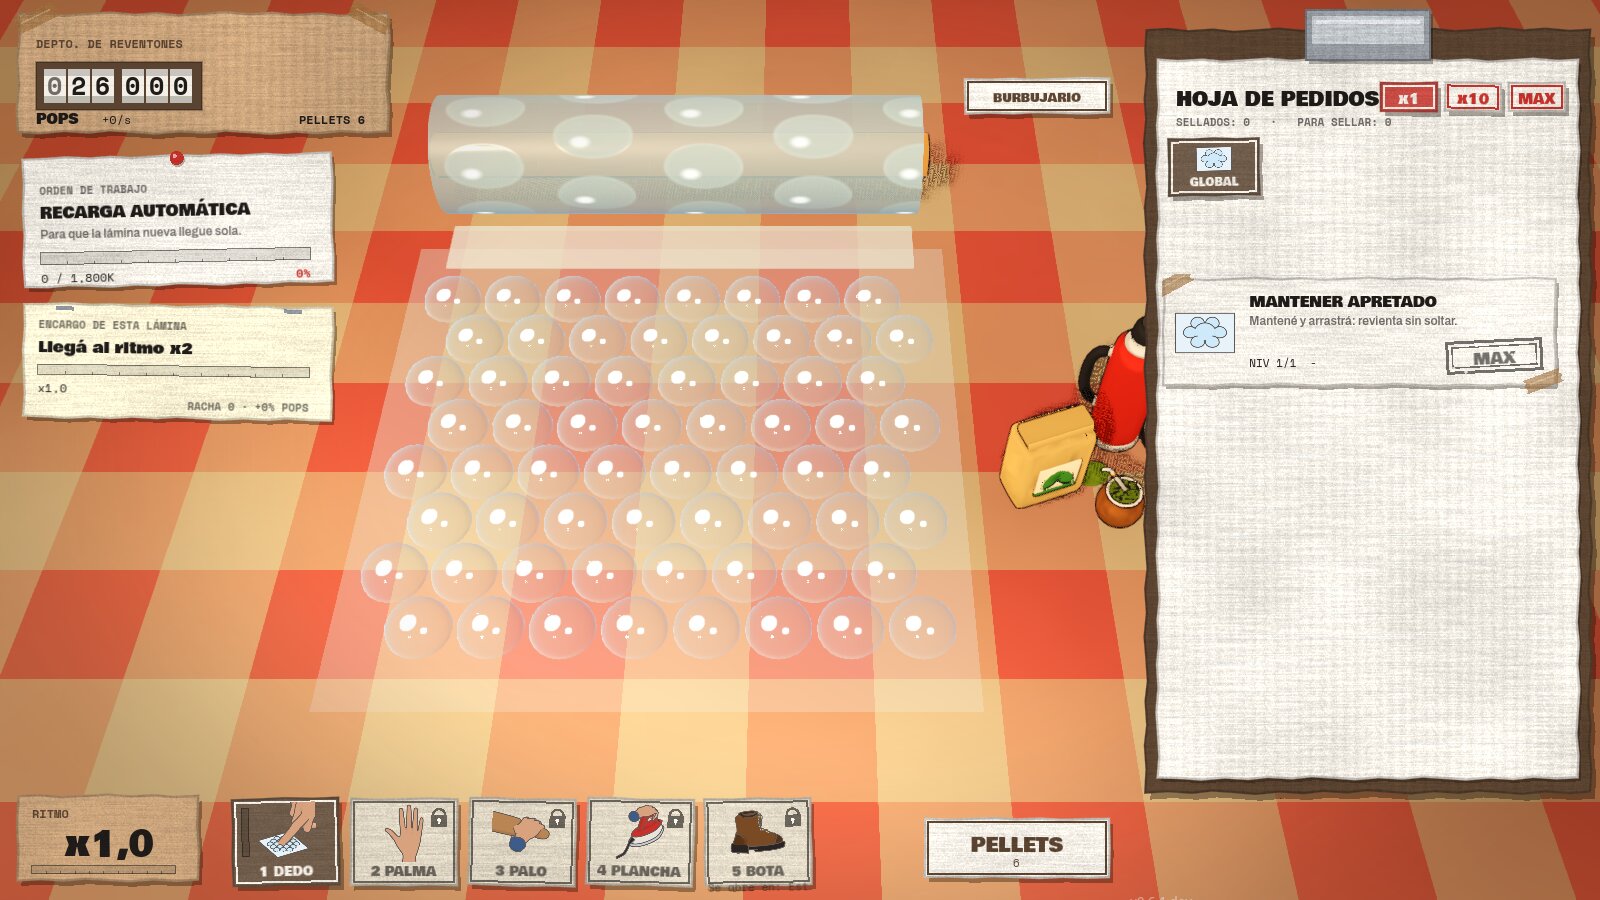 DEPTO. DE REVENTONES
026000
POPS +0/s PELLETS 6
ORDEN DE TRABAJO
RECARGA AUTOMÁTICA
Para que la lámina nueva llegue sola.
0 / 1.800K 0%
ENCARGO DE ESTA LÁMINA
Llegá al ritmo x2
x1.0
RACHA 0 · +0% POPS
BURBUJARIO
HOJA DE PEDIDOS x1 x10 MAX
SELLADOS: 0 · PARA SELLAR: 0
GLOBAL
MANTENER APRETADO
Mantené y arrastrá: revienta sin soltar.
NIV 1/1 -
MAX
RITMO
x1,0
1 DEDO
2 PALMA
3 PALO
4 PLANCHA
5 BOTA
Se abre en: Est
PELLETS
6